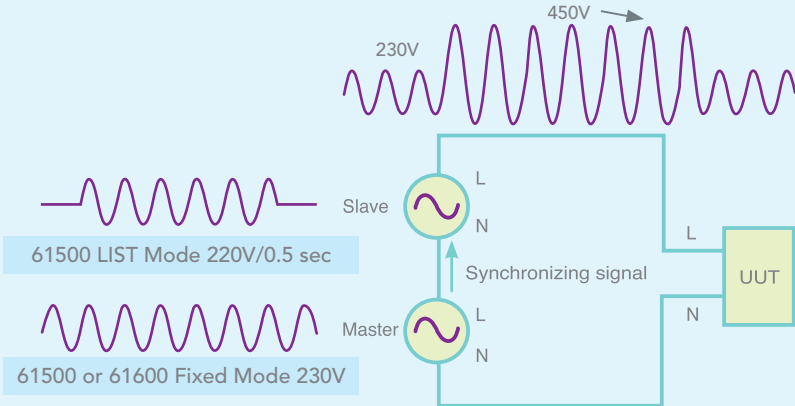 450V
230V
L
Slave
N
61500 LIST Mode 220V/0.5 sec
L
Synchronizing signal
UUT
L
N
Master
N
61500 or 61600 Fixed Mode 230V